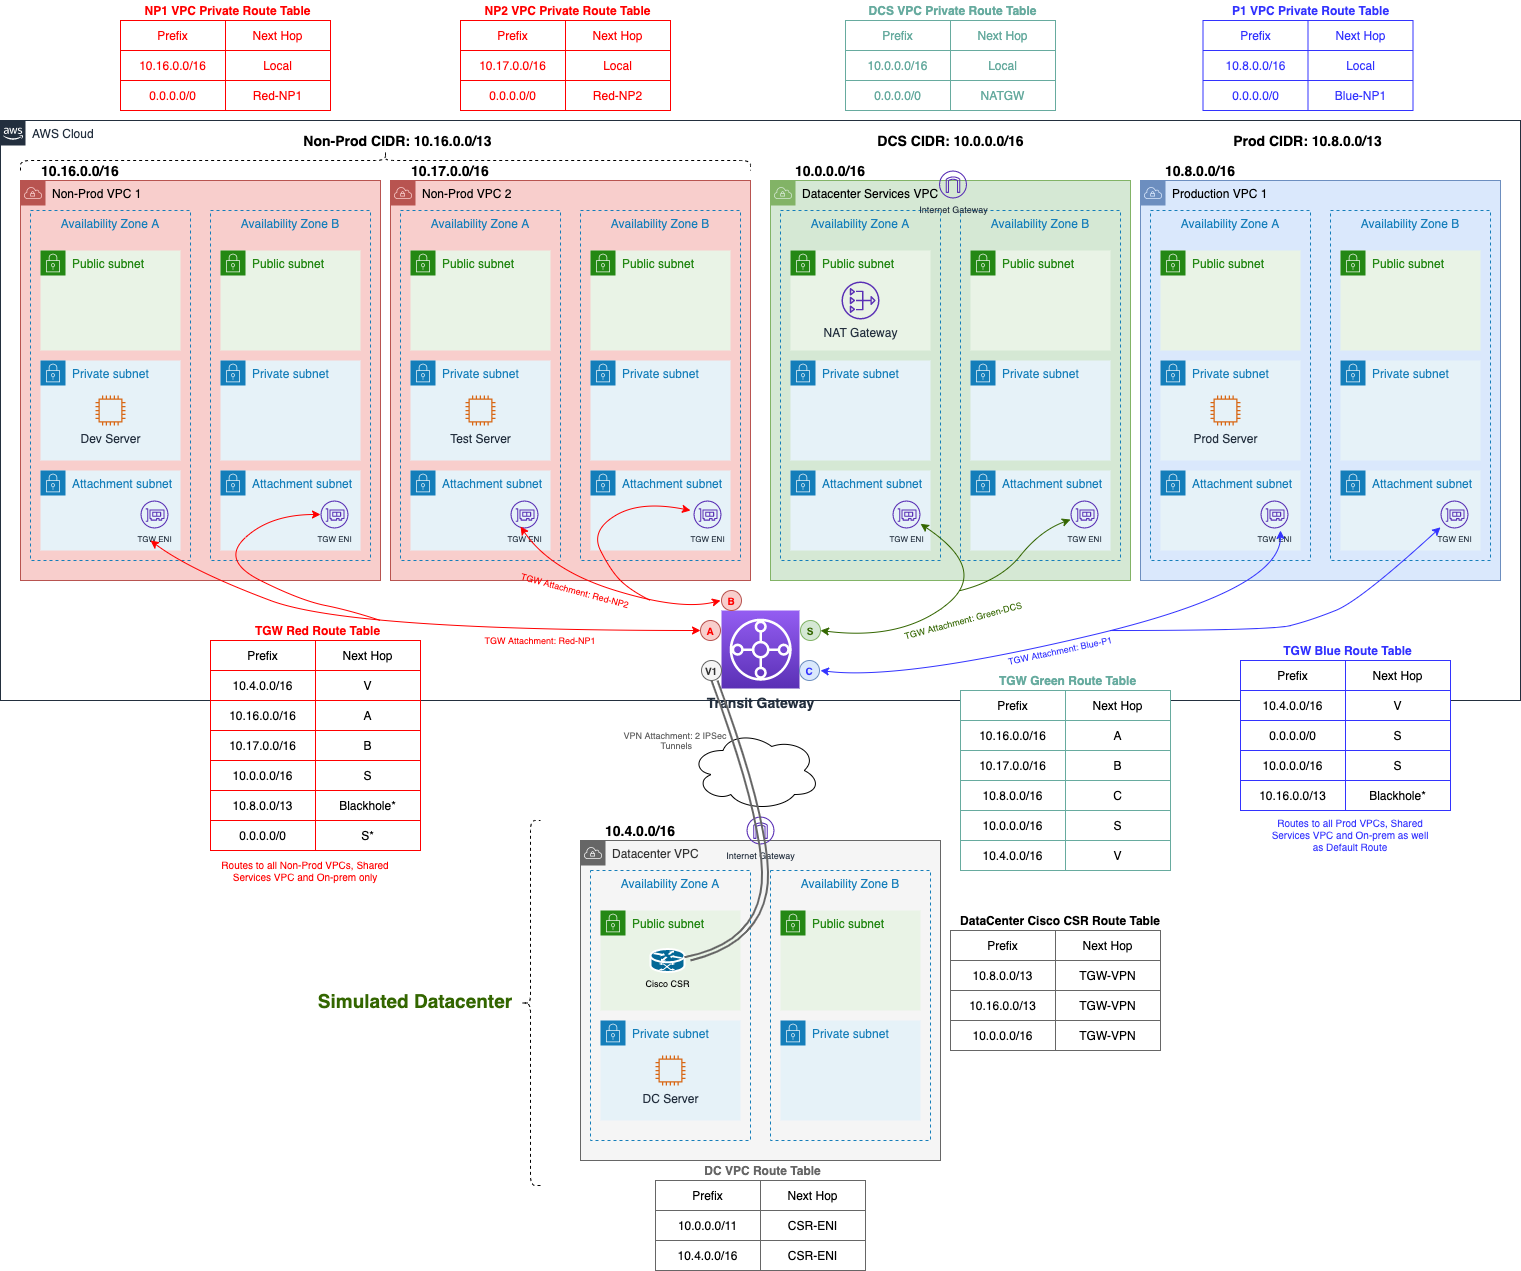 NP1 VPC Private Route Table
Prefix Next Hop
10.16.0.0/16 Local
0.0.0.0/0 Red-NP1
NP2 VPC Private Route Table
Prefix Next Hop
10.17.0.0/16 Local
0.0.0.0/0 Red-NP2
DCS VPC Private Route Table
Prefix Next Hop
10.0.0.0/16 Local
0.0.0.0/0 NATGW
P1 VPC Private Route Table
Prefix Next Hop
10.8.0.0/16 Local
0.0.0.0/0 Blue-NP1
aws
AWS Cloud
Non-Prod CIDR: 10.16.0.0/13
DCS CIDR: 10.0.0.0/16
Prod CIDR: 10.8.0.0/13
10.16.0.0/16
Non-Prod VPC 1
Availability Zone A
Public subnet
Private subnet
Dev Server
Attachment subnet
TGW ENI
Availability Zone B
Public subnet
Private subnet
Attachment subnet
TGW ENI
10.17.0.0/16
Non-Prod VPC 2
Availability Zone A
Public subnet
Private subnet
Test Server
Attachment subnet
TGW ENI
Availability Zone B
Public subnet
Private subnet
Attachment subnet
TGW ENI
10.0.0.0/16
Datacenter Services VPC
Internet Gateway
Availability Zone A
Public subnet
NAT Gateway
Private subnet
Attachment subnet
TGW ENI
Availability Zone B
Public subnet
Private subnet
Attachment subnet
TGW ENI
10.8.0.0/16
Production VPC 1
Availability Zone A
Public subnet
Private subnet
Prod Server
Attachment subnet
TGW ENI
Availability Zone B
Public subnet
Private subnet
Attachment subnet
TGW ENI
TGW Attachment: Red-NP2
TGW Attachment: Red-NP1
TGW Attachment: Green-DCS
TGW Attachment: Blue-P1
B
A
S
V1
C
Transit Gateway
TGW Red Route Table
Prefix Next Hop
10.4.0.0/16 V
10.16.0.0/16 A
10.17.0.0/16 B
10.0.0.0/16 S
10.8.0.0/13 Blackhole*
0.0.0.0/0 S*
Routes to all Non-Prod VPCs, Shared
Services VPC and On-prem only
TGW Green Route Table
Prefix Next Hop
10.16.0.0/16 A
10.17.0.0/16 B
10.8.0.0/16 C
10.0.0.0/16 S
10.4.0.0/16 V
TGW Blue Route Table
Prefix Next Hop
10.4.0.0/16 V
0.0.0.0/0 S
10.0.0.0/16 S
10.16.0.0/13 Blackhole*
Routes to all Prod VPCs, Shared
Services VPC and On-prem as well
as Default Route
VPN Attachment: 2 IPSec
Tunnels
Simulated Datacenter
10.4.0.0/16
Internet Gateway
Datacenter VPC
Availability Zone A
Public subnet
Cisco CSR
Private subnet
DC Server
Availability Zone B
Public subnet
Private subnet
DataCenter Cisco CSR Route Table
Prefix Next Hop
10.8.0.0/13 TGW-VPN
10.16.0.0/13 TGW-VPN
10.0.0.0/16 TGW-VPN
DC VPC Route Table
Prefix Next Hop
10.0.0.0/11 CSR-ENI
10.4.0.0/16 CSR-ENI